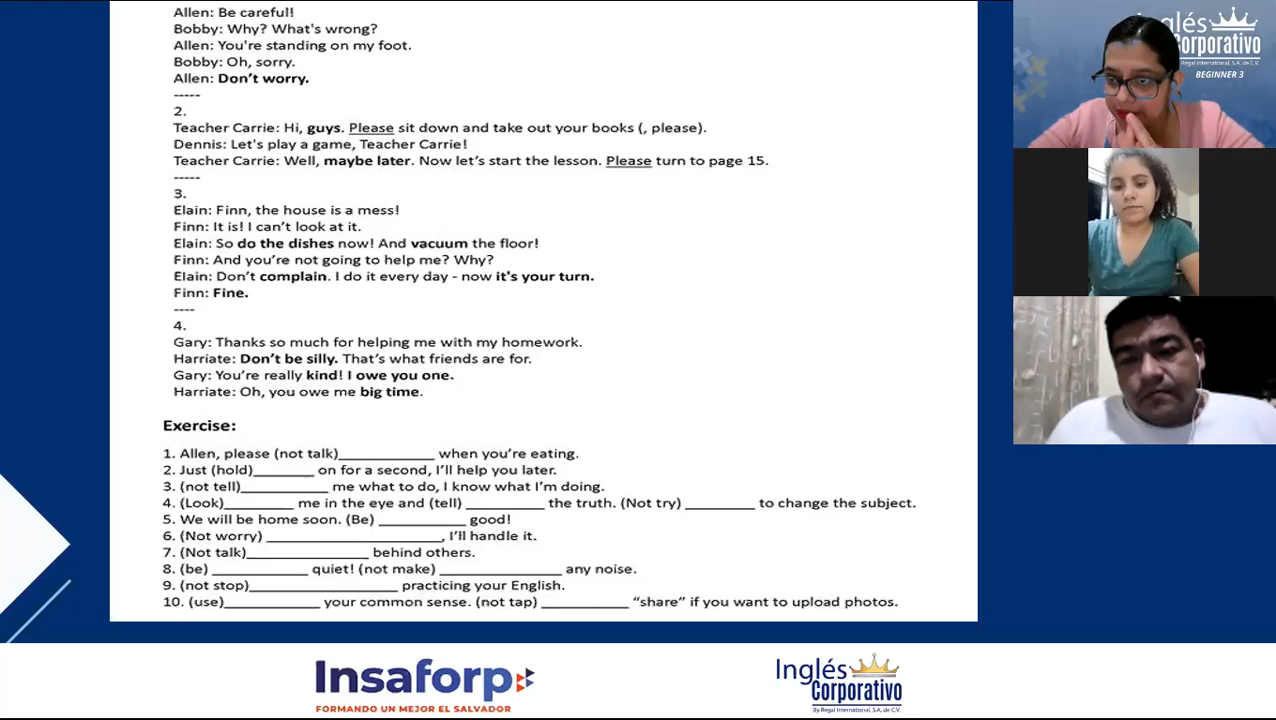 Allen: Be careful!
Bobby: Why? What's wrong?
Allen: You're standing on my foot.
Bobby: Oh, sorry.
Allen: Don't worry.
-----
2.
Teacher Carrie: Hi, guys. Please sit down and take out your books (, please).
Dennis: Let's play a game, Teacher Carrie!
Teacher Carrie: Well, maybe later. Now let's start the lesson. Please turn to page 15.
-----
3.
Elain: Finn, the house is a mess!
Finn: It is! I can't look at it.
Elain: So do the dishes now! And vacuum the floor!
Finn: And you're not going to help me? Why?
Elain: Don't complain. I do it every day - now it's your turn.
Finn: Fine.
----
4.
Gary: Thanks so much for helping me with my homework.
Harriate: Don't be silly. That's what friends are for.
Gary: You're really kind! I owe you one.
Harriate: Oh, you owe me big time.
Exercise:
1. Allen, please (not talk)____________ when you're eating.
2. Just (hold)_______ on for a second, I'll help you later.
3. (not tell)___________ me what to do, I know what I'm doing.
4. (Look)_________ me in the eye and (tell) __________ the truth. (Not try) _________ to change the subject.
5. We will be home soon. (Be) ___________ good!
6. (Not worry) ______________________, I'll handle it.
7. (Not talk)________________ behind others.
8. (be) ____________ quiet! (not make) _______________ any noise.
9. (not stop)___________________ practicing your English.
10. (use)____________ your common sense. (not tap) ___________ "share" if you want to upload photos.
Insaforp
FORMANDO UN MEJOR EL SALVADOR
Inglés
Corporativo
By Regal International, S.A. de C.V.
Inglés
Corporativo
By Regal International, S.A. de C.V.
BEGINNER 3